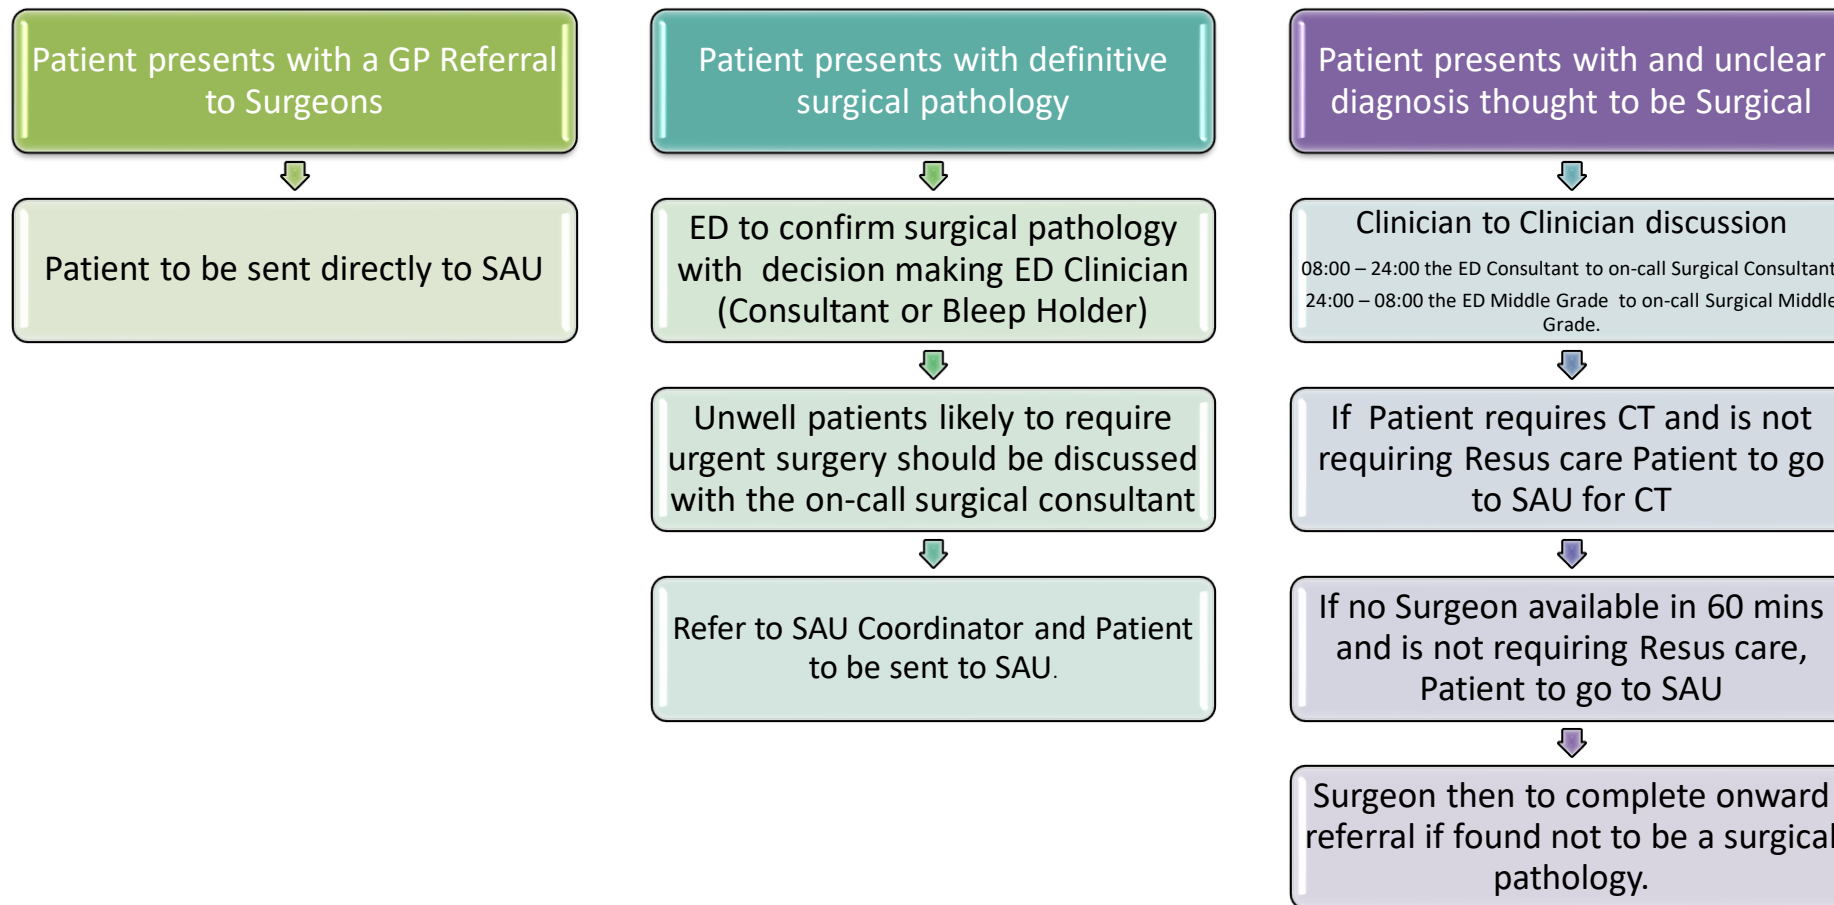 Patient presents with a GP Referral
to Surgeons
Patient to be sent directly to SAU
Patient presents with definitive
surgical pathology
ED to confirm surgical pathology
with decision making ED Clinician
(Consultant or Bleep Holder)
Unwell patients likely to require
urgent surgery should be discussed
with the on-call surgical consultant
Refer to SAU Coordinator and Patient
to be sent to SAU.
Patient presents with and unclear
diagnosis thought to be Surgical
Clinician to Clinician discussion
08:00 – 24:00 the ED Consultant to on-call Surgical Consultant
24:00 – 08:00 the ED Middle Grade to on-call Surgical Middle
Grade.
If Patient requires CT and is not
requiring Resus care Patient to go
to SAU for CT
If no Surgeon available in 60 mins
and is not requiring Resus care,
Patient to go to SAU
Surgeon then to complete onward
referral if found not to be a surgical
pathology.